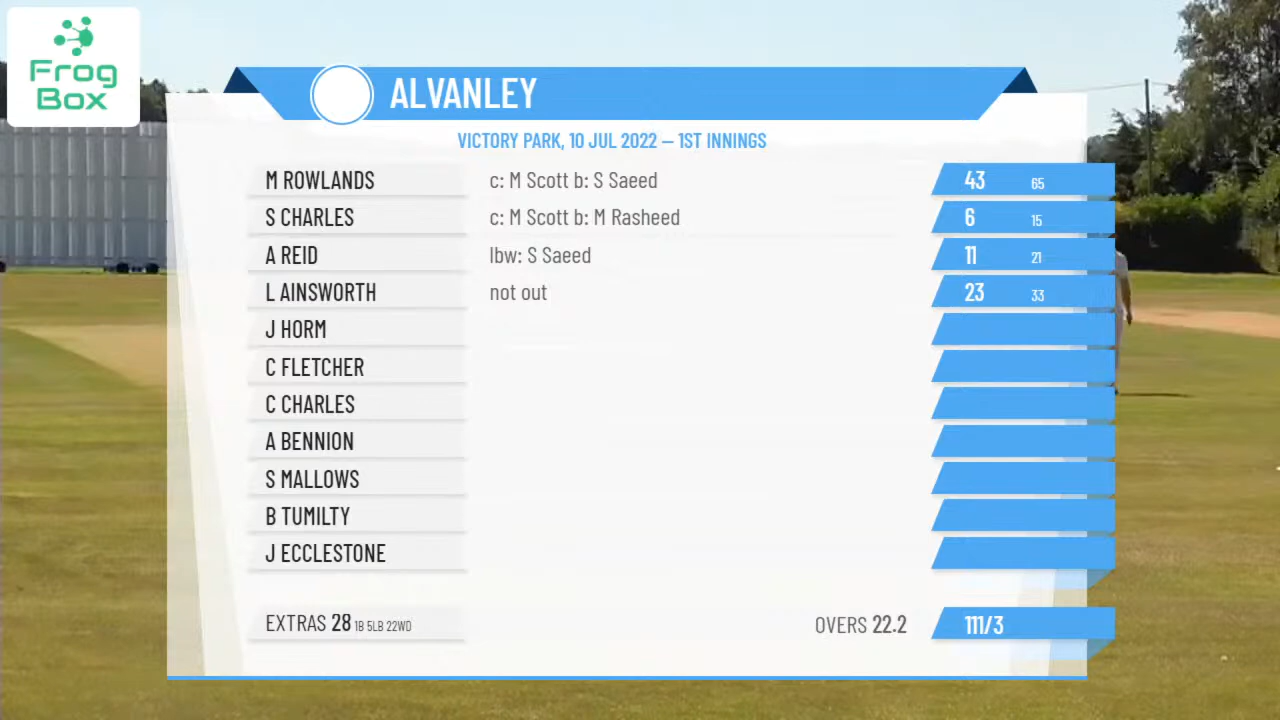 Frog
Box
ALVANLEY
VICTORY PARK, 10 JUL 2022 – 1ST INNINGS
M ROWLANDS c: M Scott b: S Saeed 43 65
S CHARLES c: M Scott b: M Rasheed 6 15
A REID lbw: S Saeed 11 21
L AINSWORTH not out 23 33
J HORM
C FLETCHER
C CHARLES
A BENNION
S MALLOWS
B TUMILTY
J ECCLESTONE
EXTRAS 28 1B 5LB 22WD OVERS 22.2 111/3